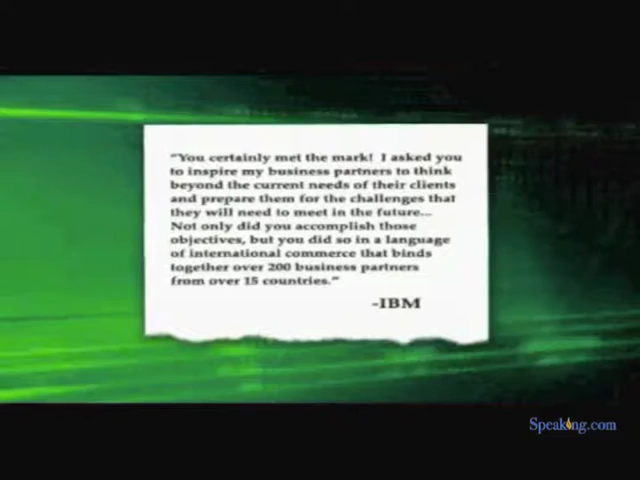 "You certainly met the mark! I asked you
to inspire my business partners to think
beyond the current needs of their clients
and prepare them for the challenges that
they will need to meet in the future...
Not only did you accomplish those
objectives, but you did so in a language
of international commerce that binds
together over 200 business partners
from over 15 countries."
-IBM
Speaking.com